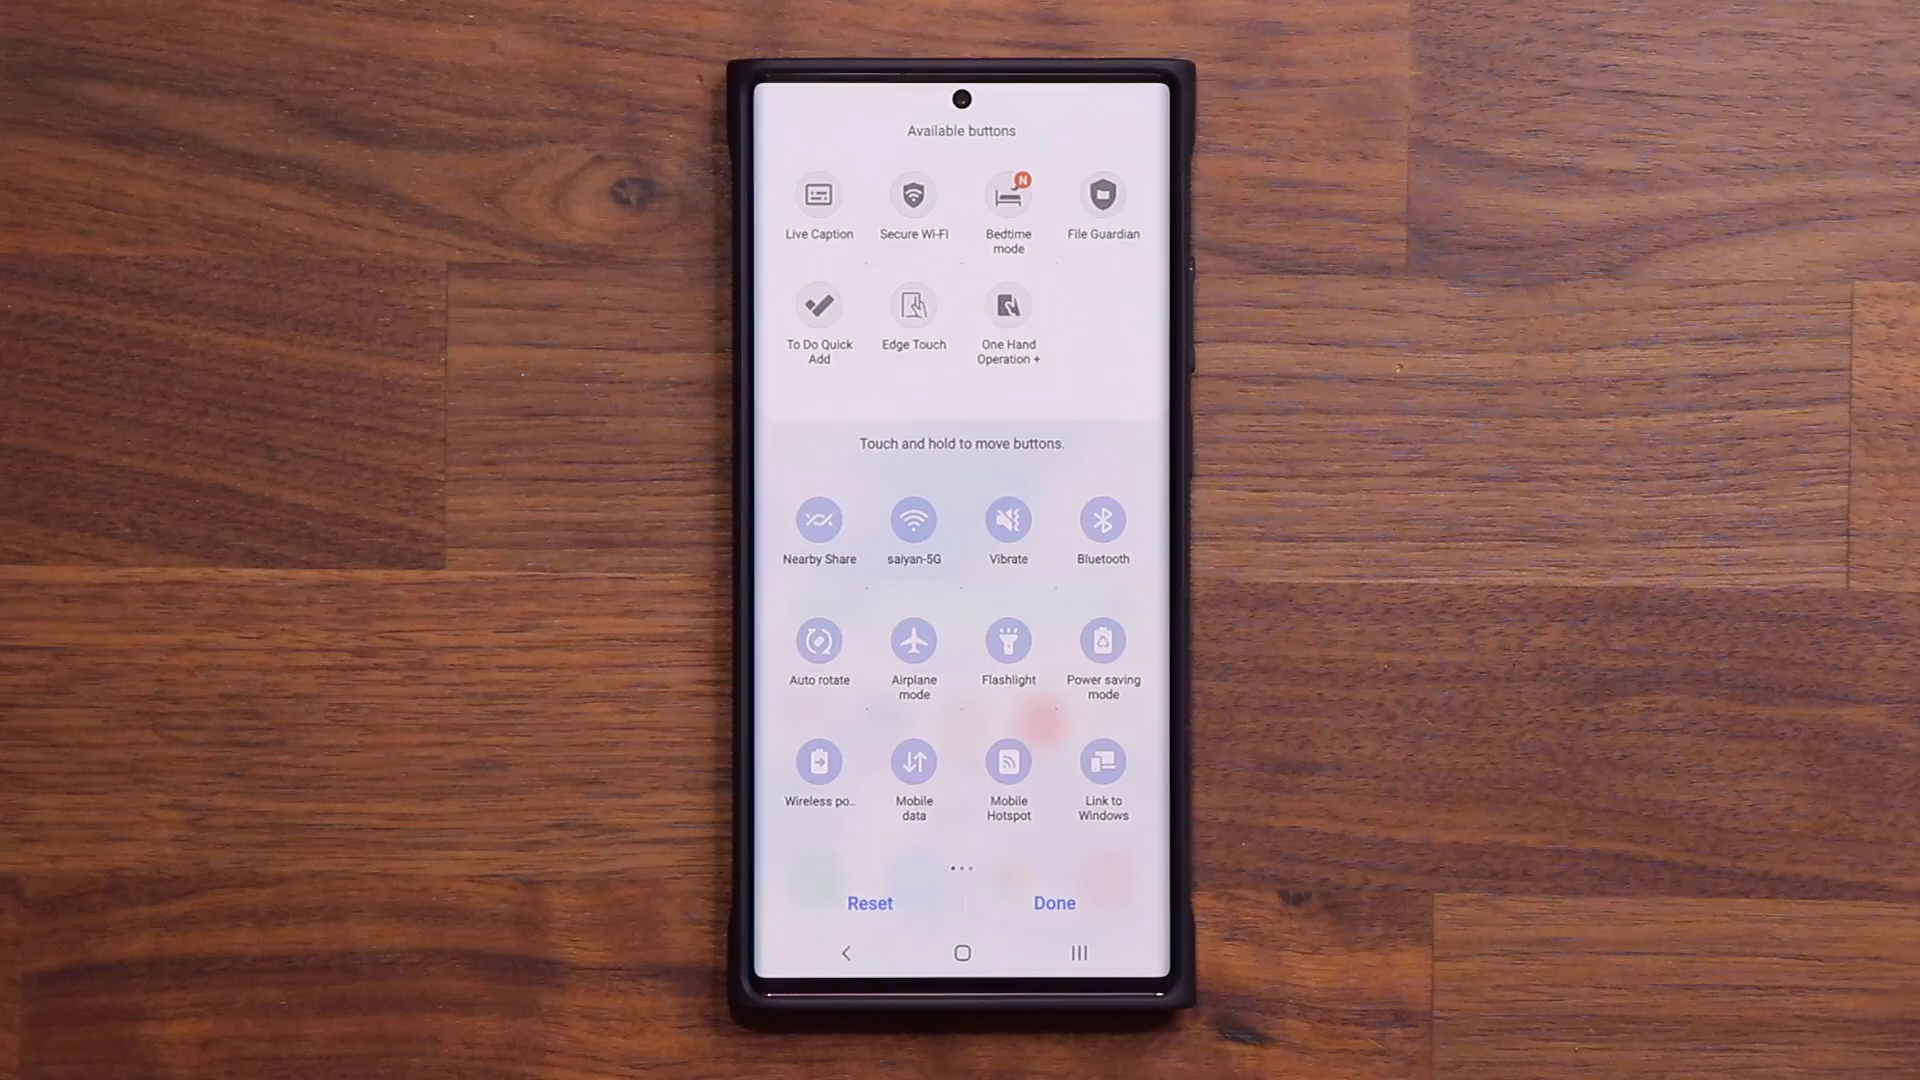 Available buttons
Live Caption
Secure Wi-Fi
N
Bedtime
mode
File Guardian
To Do Quick
Add
Edge Touch
One Hand
Operation +
Touch and hold to move buttons.
Nearby Share
saiyan-5G
Vibrate
Bluetooth
Auto rotate
Airplane
mode
Flashlight
Power saving
mode
Wireless po..
Mobile
data
Mobile
Hotspot
Link to
Windows
Reset
Done